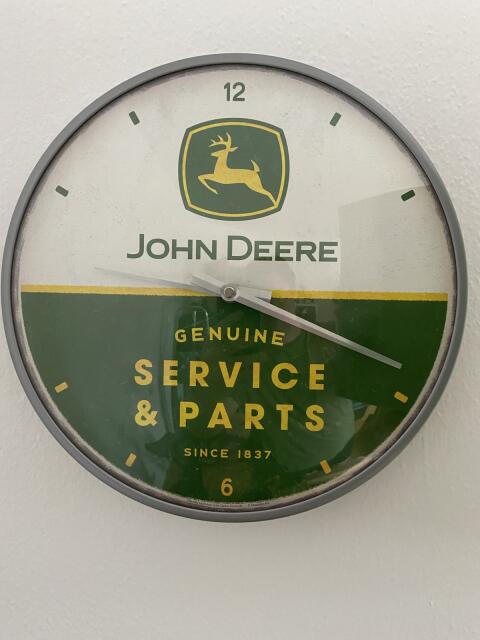 12
JOHN DEERE
GENUINE
SERVICE
& PARTS
SINCE 1837
6